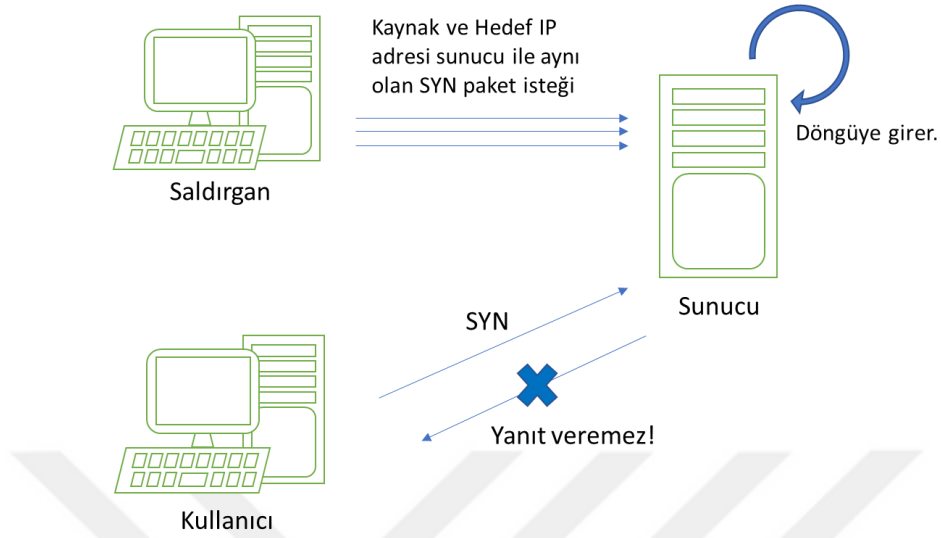 Kaynak ve Hedef IP
adresi sunucu ile aynı
olan SYN paket isteği
Döngüye girer.
Saldırgan
Sunucu
SYN
Yanıt veremez!
Kullanıcı